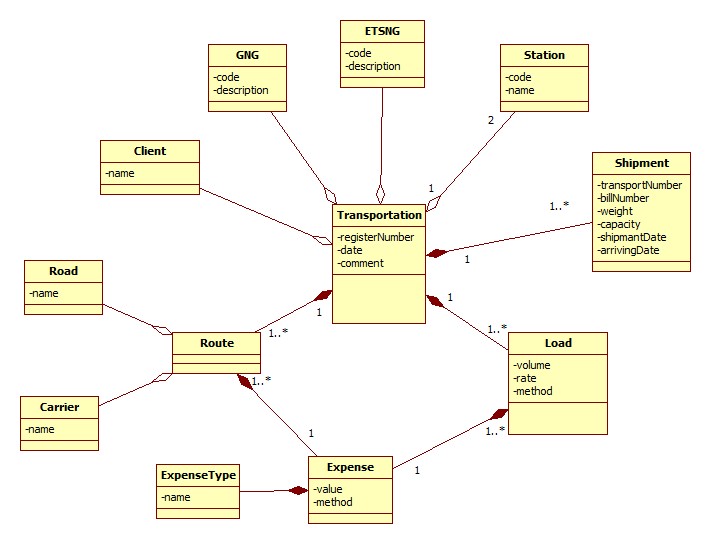 ETSNG
-code
-description
GNG
-code
-description
Station
-code
-name
2
1
Client
-name
Shipment
-transportNumber
-billNumber
-weight
-capacity
-shipmantDate
-arrivingDate
1..*
1
Transportation
-registerNumber
-date
-comment
Road
-name
1
1..*
1
1..*
Route
Load
-volume
-rate
-method
1..*
1
1..*
1
Carrier
-name
Expense
-value
-method
ExpenseType
-name